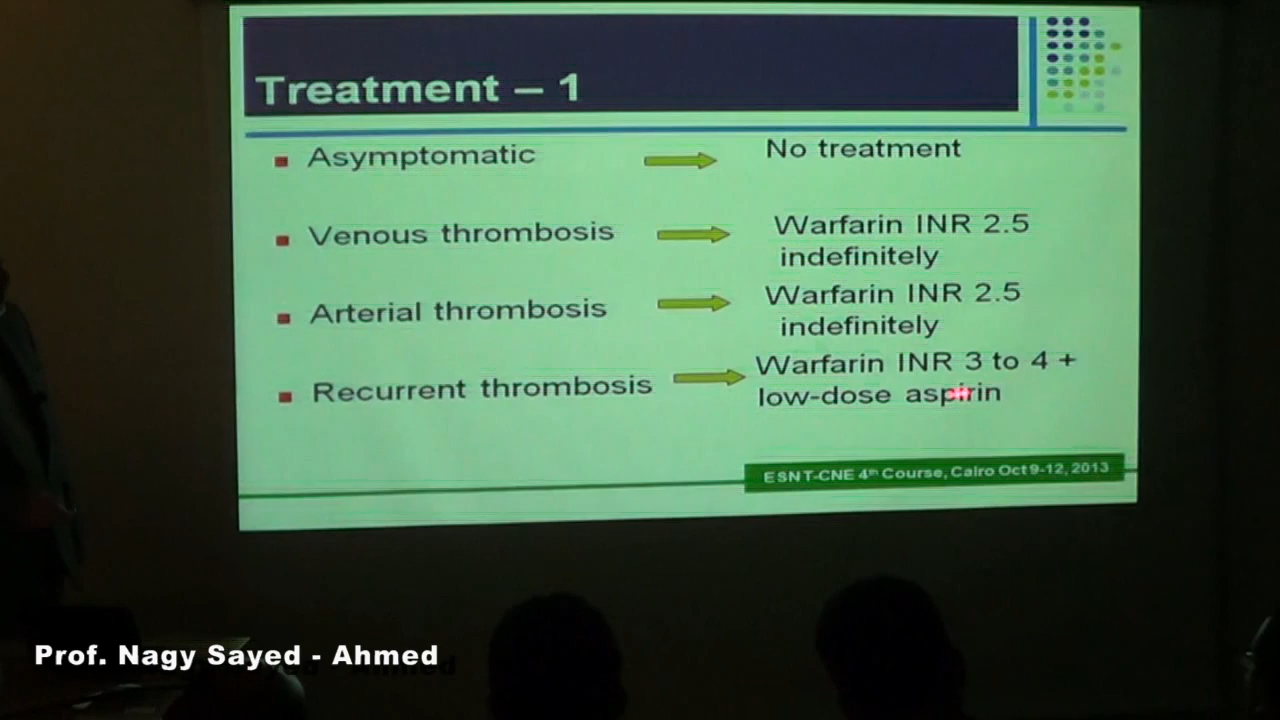 Treatment – 1
Asymptomatic
No treatment
Venous thrombosis
Warfarin INR 2.5
indefinitely
Arterial thrombosis
Warfarin INR 2.5
indefinitely
Recurrent thrombosis
Warfarin INR 3 to 4 +
low-dose aspirin
ESNT-CNE 4th Course, Cairo Oct 9-12, 2013
Prof. Nagy Sayed - Ahmed